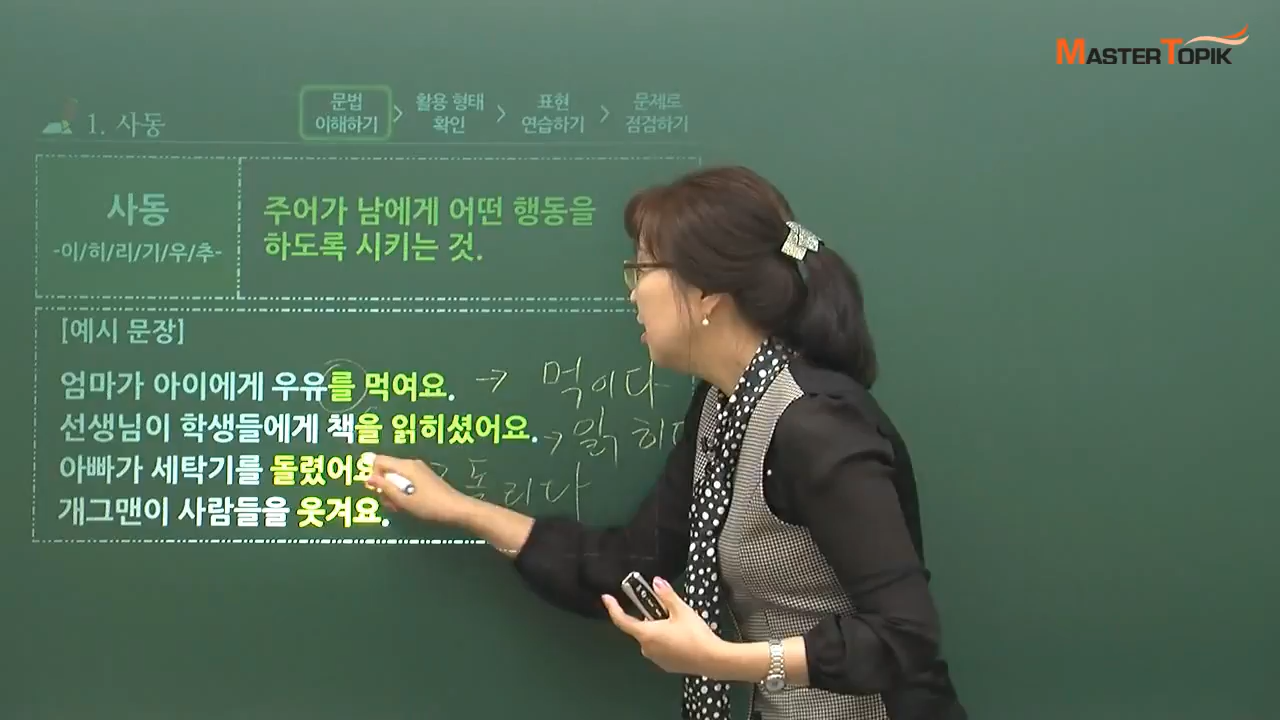 MASTER TOPIK
1. 사동
문법 이해하기 > 활용 형태 확인 > 표현 연습하기 > 문제로 점검하기
사동
-이/히/리/기/우/추-
주어가 남에게 어떤 행동을
하도록 시키는 것.
[예시 문장]
엄마가 아이에게 우유를 먹여요. → 먹이다
선생님이 학생들에게 책을 읽히셨어요. → 읽히다
아빠가 세탁기를 돌렸어요 돌리다
개그맨이 사람들을 웃겨요.